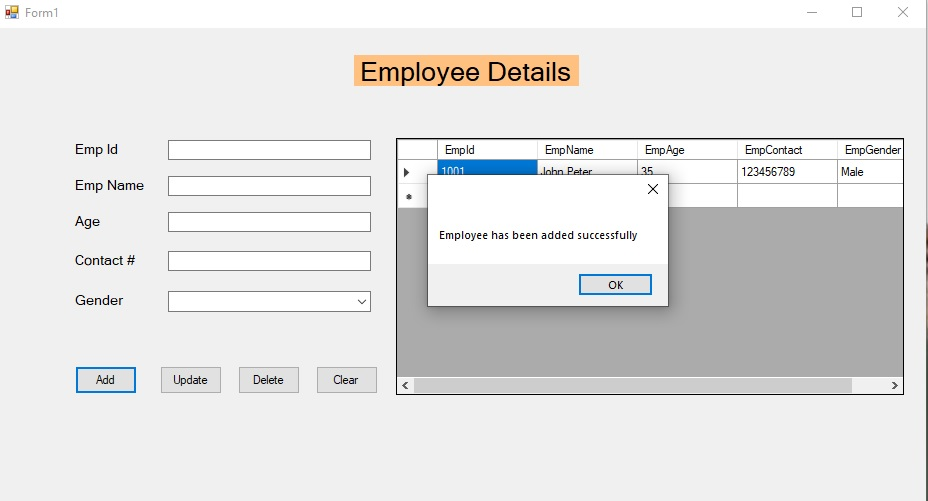 Form1
Employee Details
Emp Id
Emp Name
Age
Contact #
Gender
Add Update Delete Clear
EmpId EmpName EmpAge EmpContact EmpGender
1001 John Peter 35 123456789 Male
Employee has been added successfully
OK